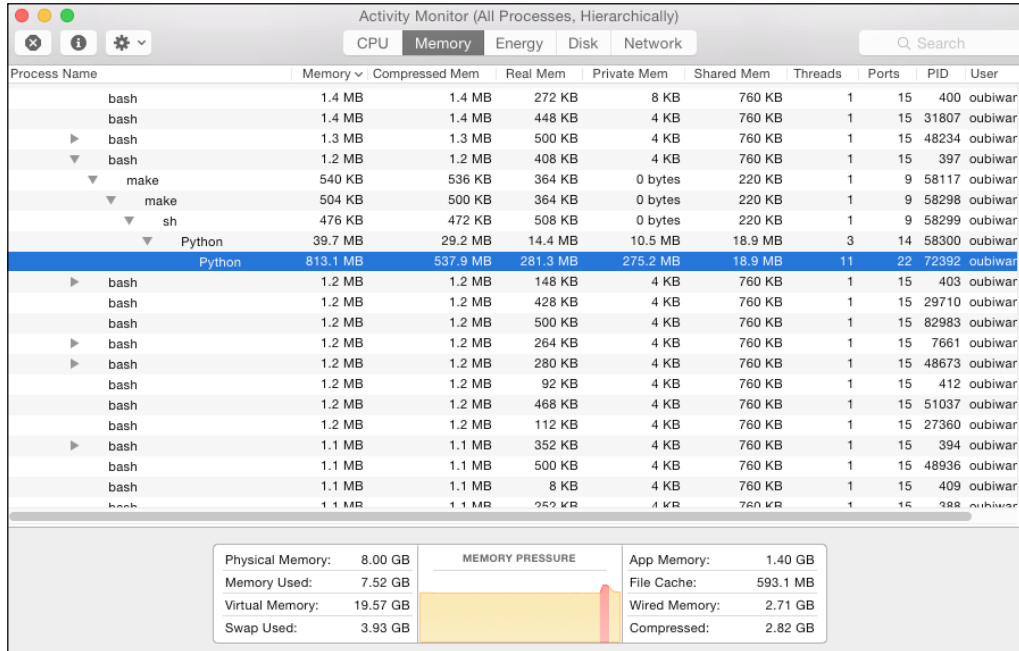 Activity Monitor (All Processes, Hierarchically)
CPU Memory Energy Disk Network Search
Process Name Memory Compressed Mem Real Mem Private Mem Shared Mem Threads Ports PID User
bash 1.4 MB 1.4 MB 272 KB 8 KB 760 KB 1 15 400 oubiwar
bash 1.4 MB 1.4 MB 448 KB 4 KB 760 KB 1 15 31807 oubiwar
bash 1.3 MB 1.3 MB 500 KB 4 KB 760 KB 1 15 48234 oubiwar
bash 1.2 MB 1.2 MB 408 KB 4 KB 760 KB 1 15 397 oubiwar
make 540 KB 536 KB 364 KB 0 bytes 220 KB 1 9 58117 oubiwar
make 504 KB 500 KB 364 KB 0 bytes 220 KB 1 9 58298 oubiwar
sh 476 KB 472 KB 508 KB 0 bytes 220 KB 1 9 58299 oubiwar
Python 39.7 MB 29.2 MB 14.4 MB 10.5 MB 18.9 MB 3 14 58300 oubiwar
Python 813.1 MB 537.9 MB 281.3 MB 275.2 MB 18.9 MB 11 22 72392 oubiwar
bash 1.2 MB 1.2 MB 148 KB 4 KB 760 KB 1 15 403 oubiwar
bash 1.2 MB 1.2 MB 428 KB 4 KB 760 KB 1 15 29710 oubiwar
bash 1.2 MB 1.2 MB 500 KB 4 KB 760 KB 1 15 82983 oubiwar
bash 1.2 MB 1.2 MB 264 KB 4 KB 760 KB 1 15 7661 oubiwar
bash 1.2 MB 1.2 MB 280 KB 4 KB 760 KB 1 15 48673 oubiwar
bash 1.2 MB 1.2 MB 92 KB 4 KB 760 KB 1 15 412 oubiwar
bash 1.2 MB 1.2 MB 468 KB 4 KB 760 KB 1 15 51037 oubiwar
bash 1.2 MB 1.2 MB 112 KB 4 KB 760 KB 1 15 27360 oubiwar
bash 1.1 MB 1.1 MB 352 KB 4 KB 760 KB 1 15 394 oubiwar
bash 1.1 MB 1.1 MB 500 KB 4 KB 760 KB 1 15 48936 oubiwar
bash 1.1 MB 1.1 MB 8 KB 4 KB 760 KB 1 15 409 oubiwar
bash 1.1 MB 1.1 MB 252 KB 4 KB 760 KB 1 15 388 oubiwar
Physical Memory: 8.00 GB
Memory Used: 7.52 GB
Virtual Memory: 19.57 GB
Swap Used: 3.93 GB
MEMORY PRESSURE
App Memory: 1.40 GB
File Cache: 593.1 MB
Wired Memory: 2.71 GB
Compressed: 2.82 GB